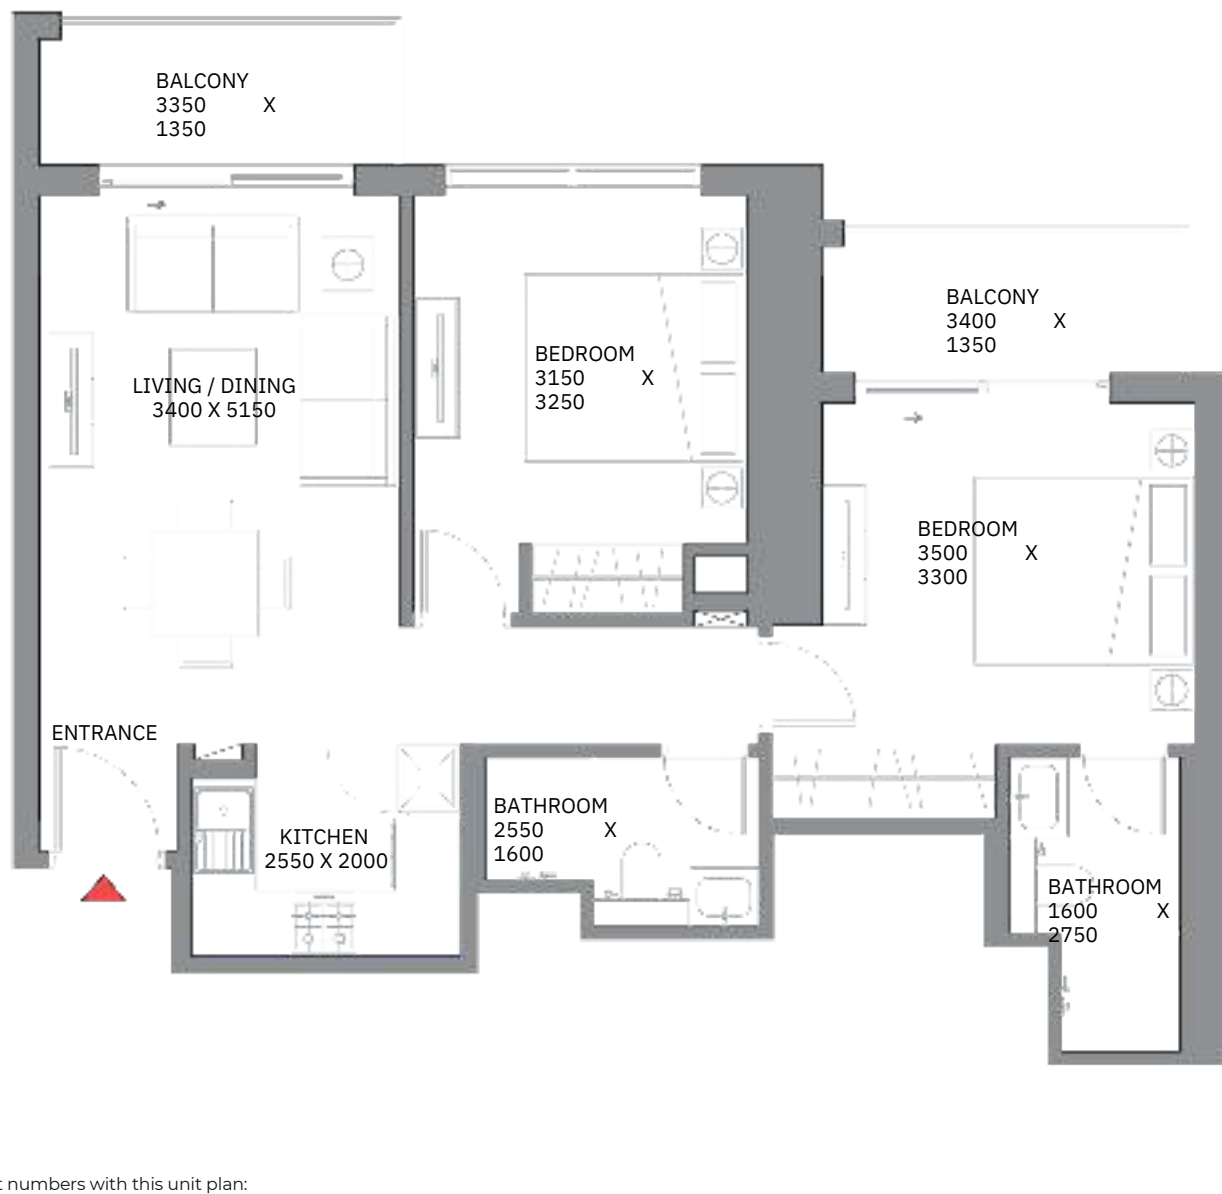 BALCONY
3350 X
1350
BALCONY
3400 X
1350
BEDROOM
3150 X
3250
LIVING / DINING
3400 X 5150
BEDROOM
3500 X
3300
ENTRANCE
BATHROOM
2550 X
1600
KITCHEN
2550 X 2000
BATHROOM
1600 X
2750
numbers with this unit plan: